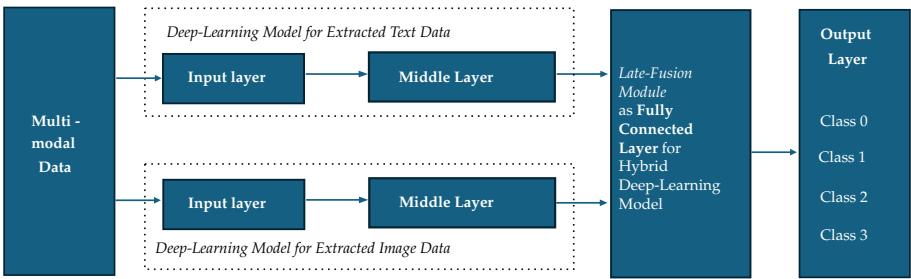 Multi -
modal
Data
Deep-Learning Model for Extracted Text Data
Input layer
Middle Layer
Input layer
Middle Layer
Deep-Learning Model for Extracted Image Data
Late-Fusion
Module
as Fully
Connected
Layer for
Hybrid
Deep-Learning
Model
Output
Layer
Class 0
Class 1
Class 2
Class 3